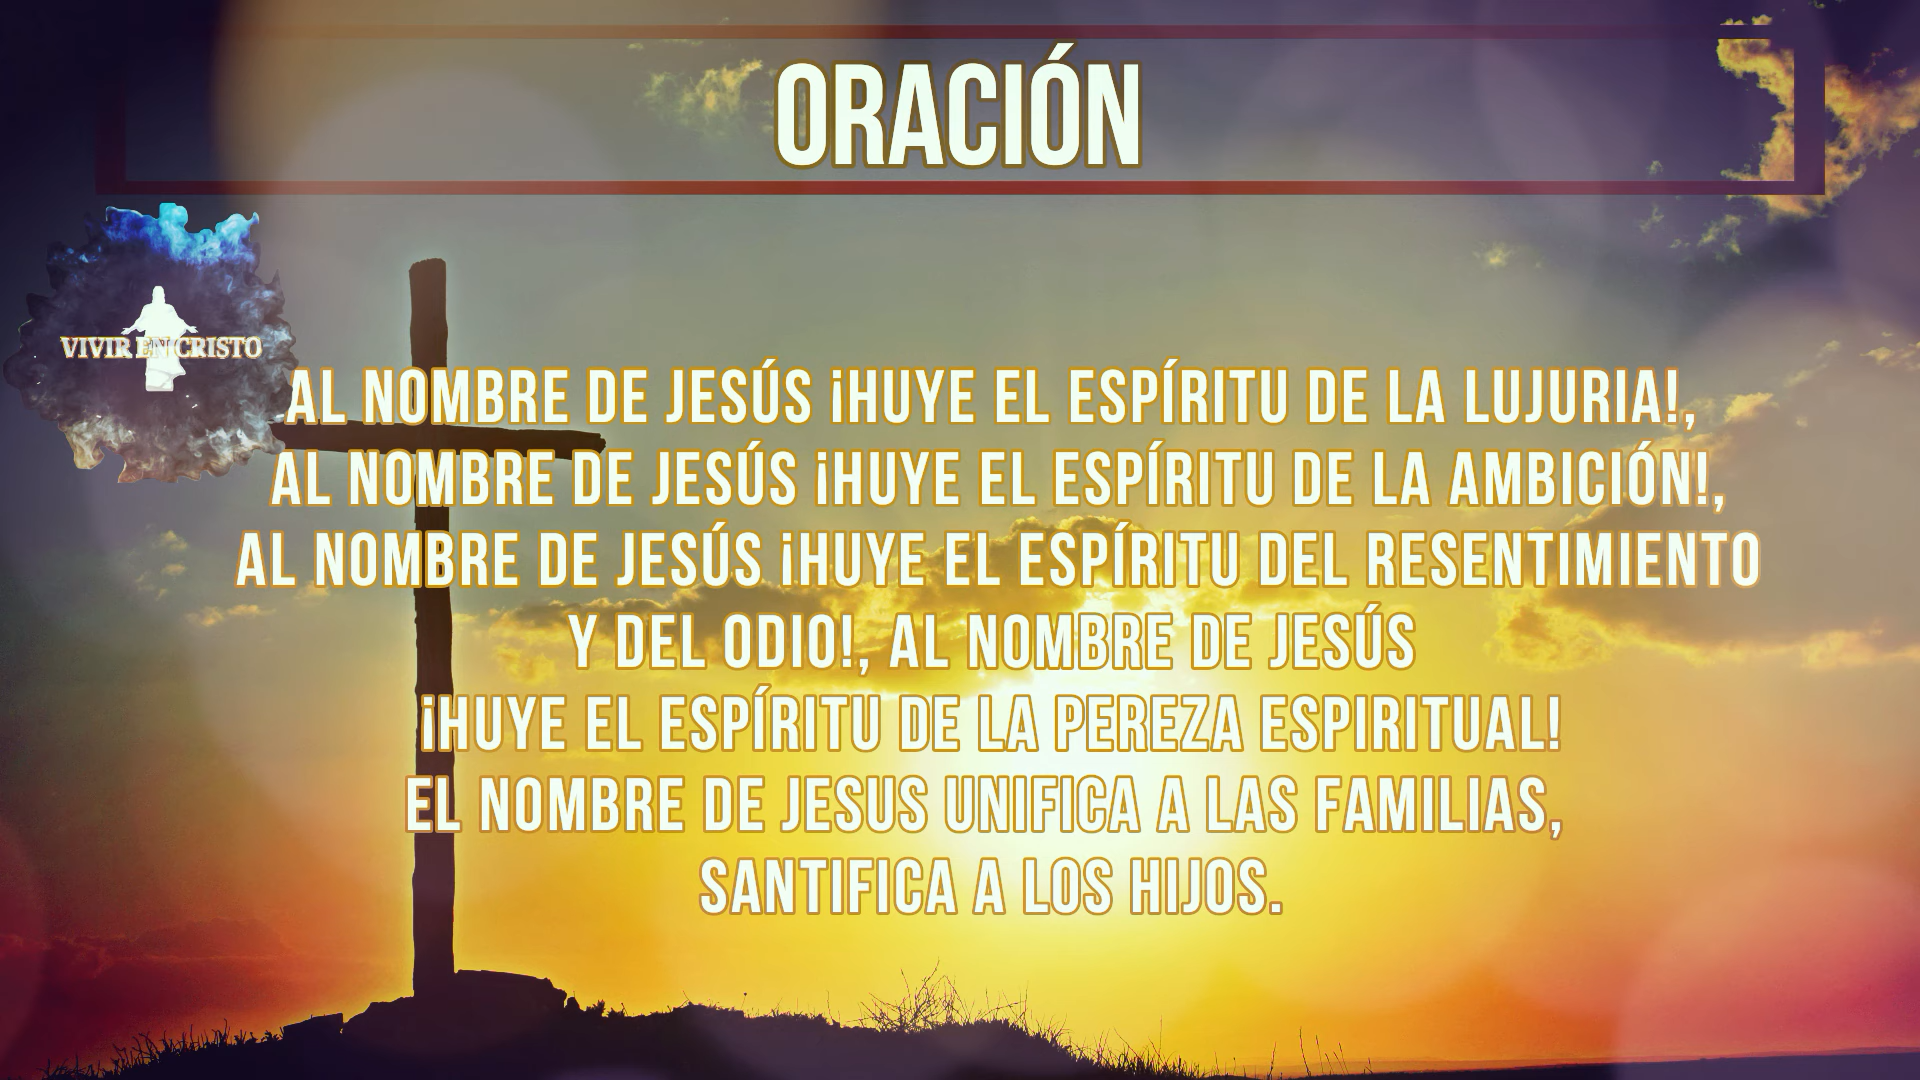 ORACIÓN
VIVIR EN CRISTO
AL NOMBRE DE JESÚS ¡HUYE EL ESPÍRITU DE LA LUJURIA!,
AL NOMBRE DE JESÚS ¡HUYE EL ESPÍRITU DE LA AMBICIÓN!,
AL NOMBRE DE JESÚS ¡HUYE EL ESPÍRITU DEL RESENTIMIENTO
Y DEL ODIO!, AL NOMBRE DE JESÚS
¡HUYE EL ESPÍRITU DE LA PEREZA ESPIRITUAL!
EL NOMBRE DE JESUS UNIFICA A LAS FAMILIAS,
SANTIFICA A LOS HIJOS.